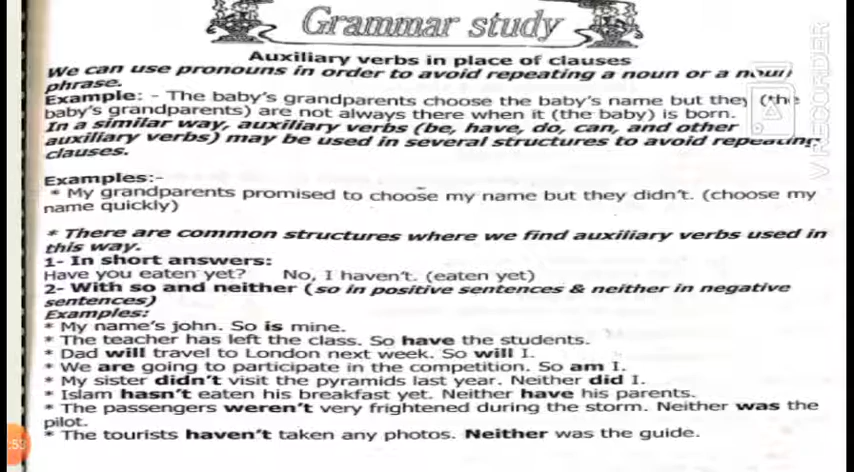 Grammar study
Auxiliary verbs in place of clauses
We can use pronouns in order to avoid repeating a noun or a noun
phrase.
Example: - The baby's grandparents choose the baby's name but they (the
baby's grandparents) are not always there when it (the baby) is born.
In a similar way, auxiliary verbs (be, have, do, can, and other
auxiliary verbs) may be used in several structures to avoid repeating
clauses.
Examples:-
* My grandparents promised to choose my name but they didn't. (choose my
name quickly)
* There are common structures where we find auxiliary verbs used in
this way.
1- In short answers:
Have you eaten yet? No, I haven't. (eaten yet)
2- With so and neither (so in positive sentences & neither in negative
sentences)
Examples:
* My name's john. So is mine.
* The teacher has left the class. So have the students.
* Dad will travel to London next week. So will I.
* We are going to participate in the competition. So am I.
* My sister didn't visit the pyramids last year. Neither did I.
* Islam hasn't eaten his breakfast yet. Neither have his parents.
* The passengers weren't very frightened during the storm. Neither was the
pilot.
* The tourists haven't taken any photos. Neither was the guide.
V RECORDER
:53